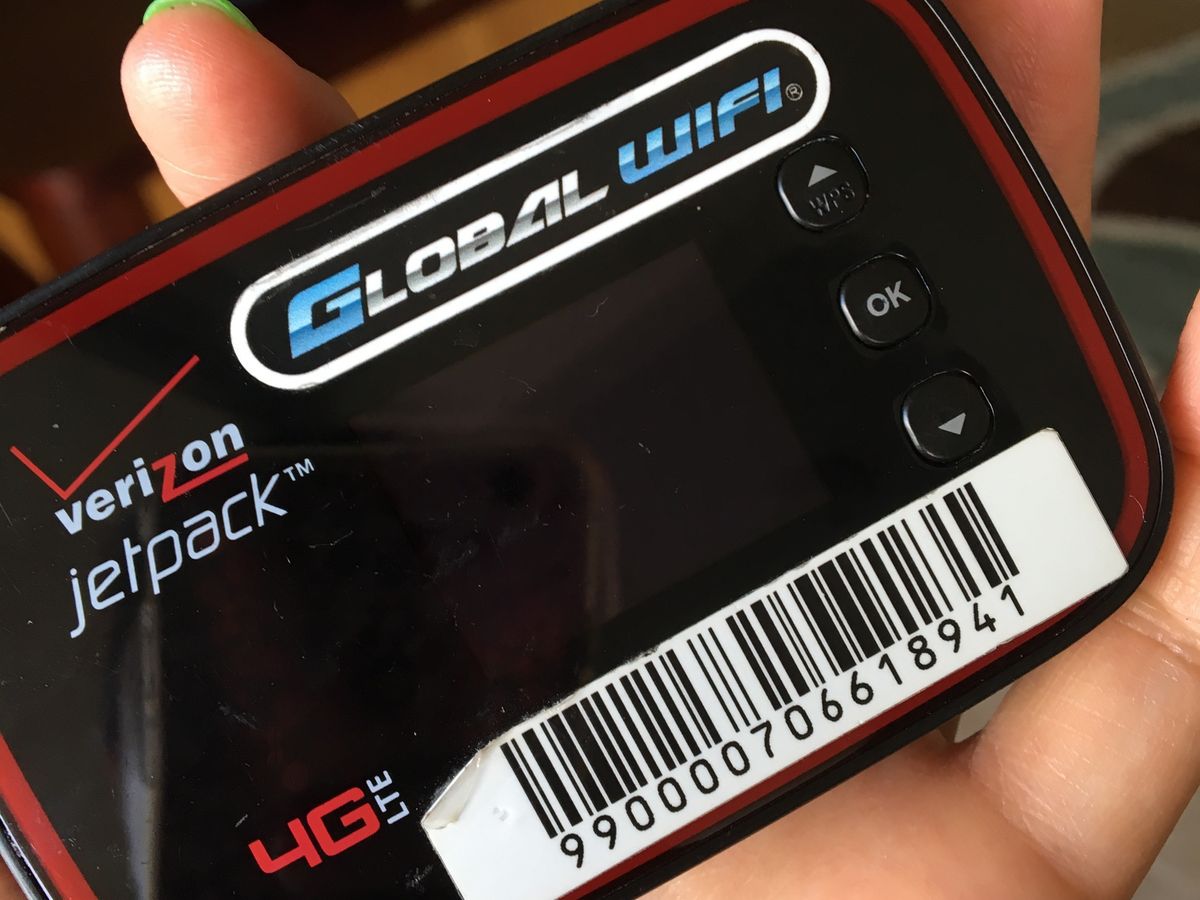 GLOBAL WIFI®
WPS
OK
verizon
jetpack™
4G LTE
990000706618941